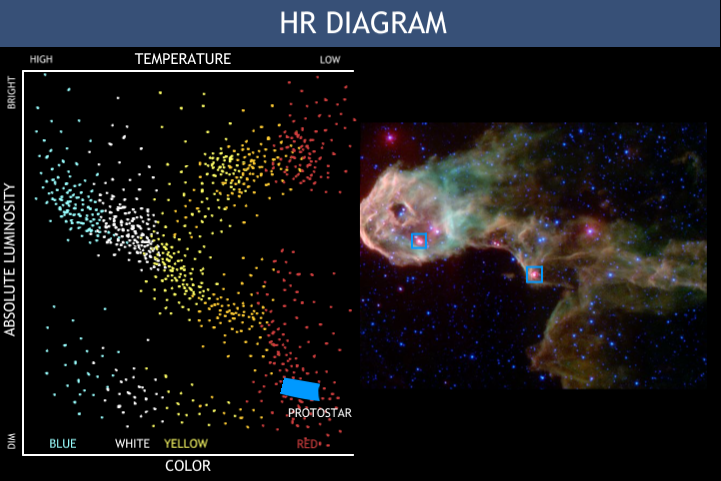 HR DIAGRAM
HIGH TEMPERATURE LOW
BRIGHT
ABSOLUTE LUMINOSITY
DIM
PROTOSTAR
BLUE WHITE YELLOW RED
COLOR